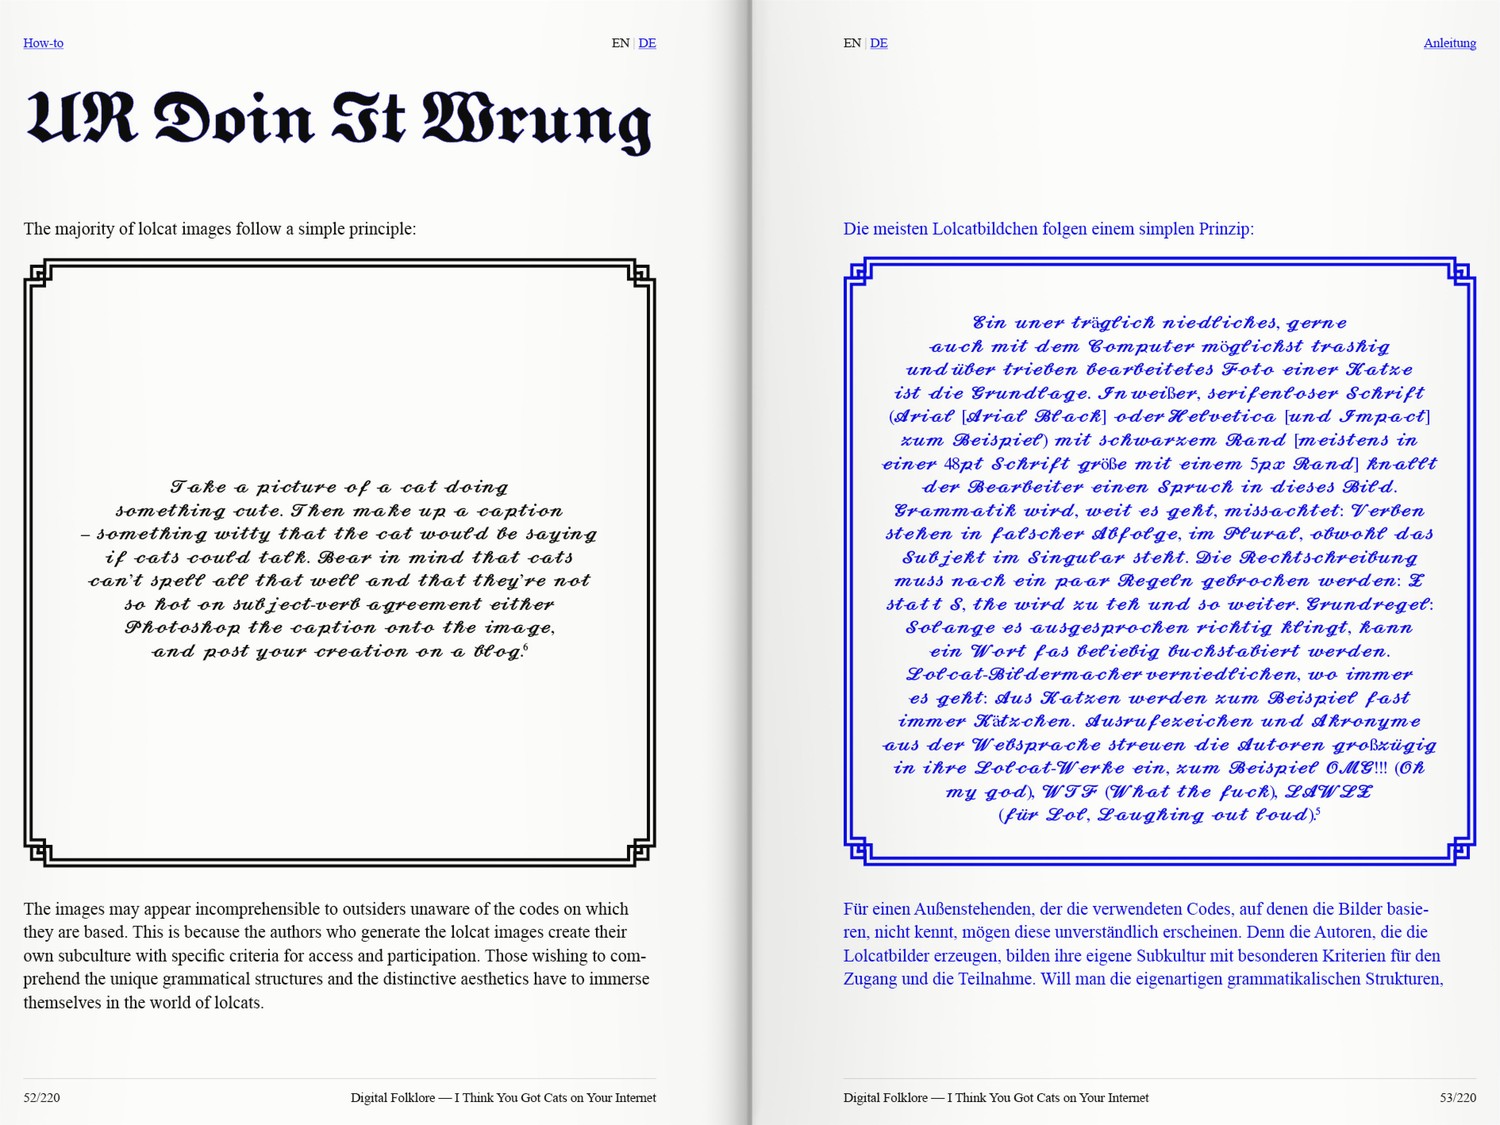 How-to
EN | DE
UR Doin It Wrung
The majority of lolcat images follow a simple principle:
Take a picture of a cat doing
something cute. Then make up a caption
– something witty that the cat would be saying
if cats could talk. Bear in mind that cats
can't spell all that well and that they're not
so hot on subject-verb agreement either
Photoshop the caption onto the image,
and post your creation on a blog.⁶
The images may appear incomprehensible to outsiders unaware of the codes on which
they are based. This is because the authors who generate the lolcat images create their
own subculture with specific criteria for access and participation. Those wishing to com-
prehend the unique grammatical structures and the distinctive aesthetics have to immerse
themselves in the world of lolcats.
52/220
Digital Folklore — I Think You Got Cats on Your Internet
EN | DE
Anleitung
Die meisten Lolcatbildchen folgen einem simplen Prinzip:
Ein uner träglich niedliches, gerne
auch mit dem Computer möglichst trashig
und über trieben bearbeitetes Foto einer Katze
ist die Grundlage. In weißer, serifenloser Schrift
(Arial [Arial Black] oder Helvetica [und Impact]
zum Beispiel) mit schwarzem Rand [meistens in
einer 48pt Schrift größe mit einem 5px Rand] knallt
der Bearbeiter einen Spruch in dieses Bild.
Grammatik wird, weit es geht, missachtet: Verben
stehen in falscher Abfolge, im Plural, obwohl das
Subjekt im Singular steht. Die Rechtschreibung
muss nach ein paar Regeln gebrochen werden: Z
statt S, the wird zu teh und so weiter. Grundregel:
Solange es ausgesprochen richtig klingt, kann
ein Wort fas beliebig buchstabiert werden.
Lolcat-Bildermacher verniedlichen, wo immer
es geht: Aus Katzen werden zum Beispiel fast
immer Kätzchen. Ausrufezeichen und Akronyme
aus der Websprache streuen die Autoren großzügig
in ihre Lolcat-Werke ein, zum Beispiel OMG!!! (Oh
my god), WTF (What the fuck), LAWLZ
(für Lol, Laughing out loud).⁵
Für einen Außenstehenden, der die verwendeten Codes, auf denen die Bilder basie-
ren, nicht kennt, mögen diese unverständlich erscheinen. Denn die Autoren, die die
Lolcatbilder erzeugen, bilden ihre eigene Subkultur mit besonderen Kriterien für den
Zugang und die Teilnahme. Will man die eigenartigen grammatikalischen Strukturen,
Digital Folklore — I Think You Got Cats on Your Internet
53/220